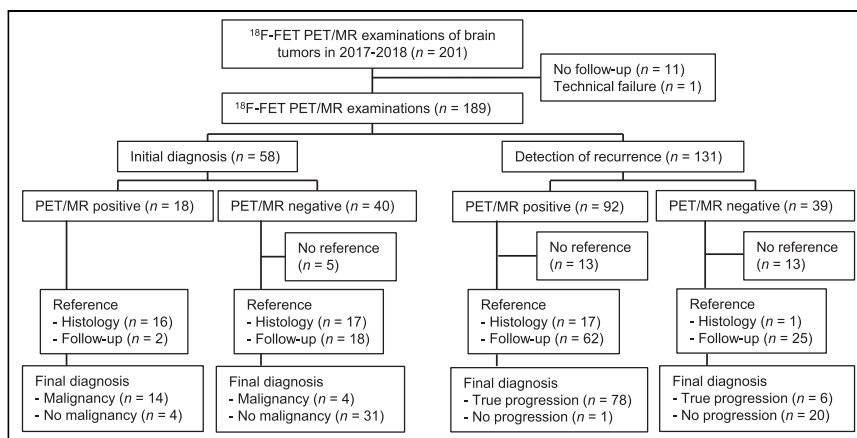 ¹⁸F-FET PET/MR examinations of brain
tumors in 2017-2018 (n = 201)
No follow-up (n = 11)
Technical failure (n = 1)
¹⁸F-FET PET/MR examinations (n = 189)
Initial diagnosis (n = 58)
Detection of recurrence (n = 131)
PET/MR positive (n = 18)
PET/MR negative (n = 40)
PET/MR positive (n = 92)
PET/MR negative (n = 39)
No reference
(n = 5)
No reference
(n = 13)
No reference
(n = 13)
Reference
- Histology (n = 16)
- Follow-up (n = 2)
Reference
- Histology (n = 17)
- Follow-up (n = 18)
Reference
- Histology (n = 17)
- Follow-up (n = 62)
Reference
- Histology (n = 1)
- Follow-up (n = 25)
Final diagnosis
- Malignancy (n = 14)
- No malignancy (n = 4)
Final diagnosis
- Malignancy (n = 4)
- No malignancy (n = 31)
Final diagnosis
- True progression (n = 78)
- No progression (n = 1)
Final diagnosis
- True progression (n = 6)
- No progression (n = 20)